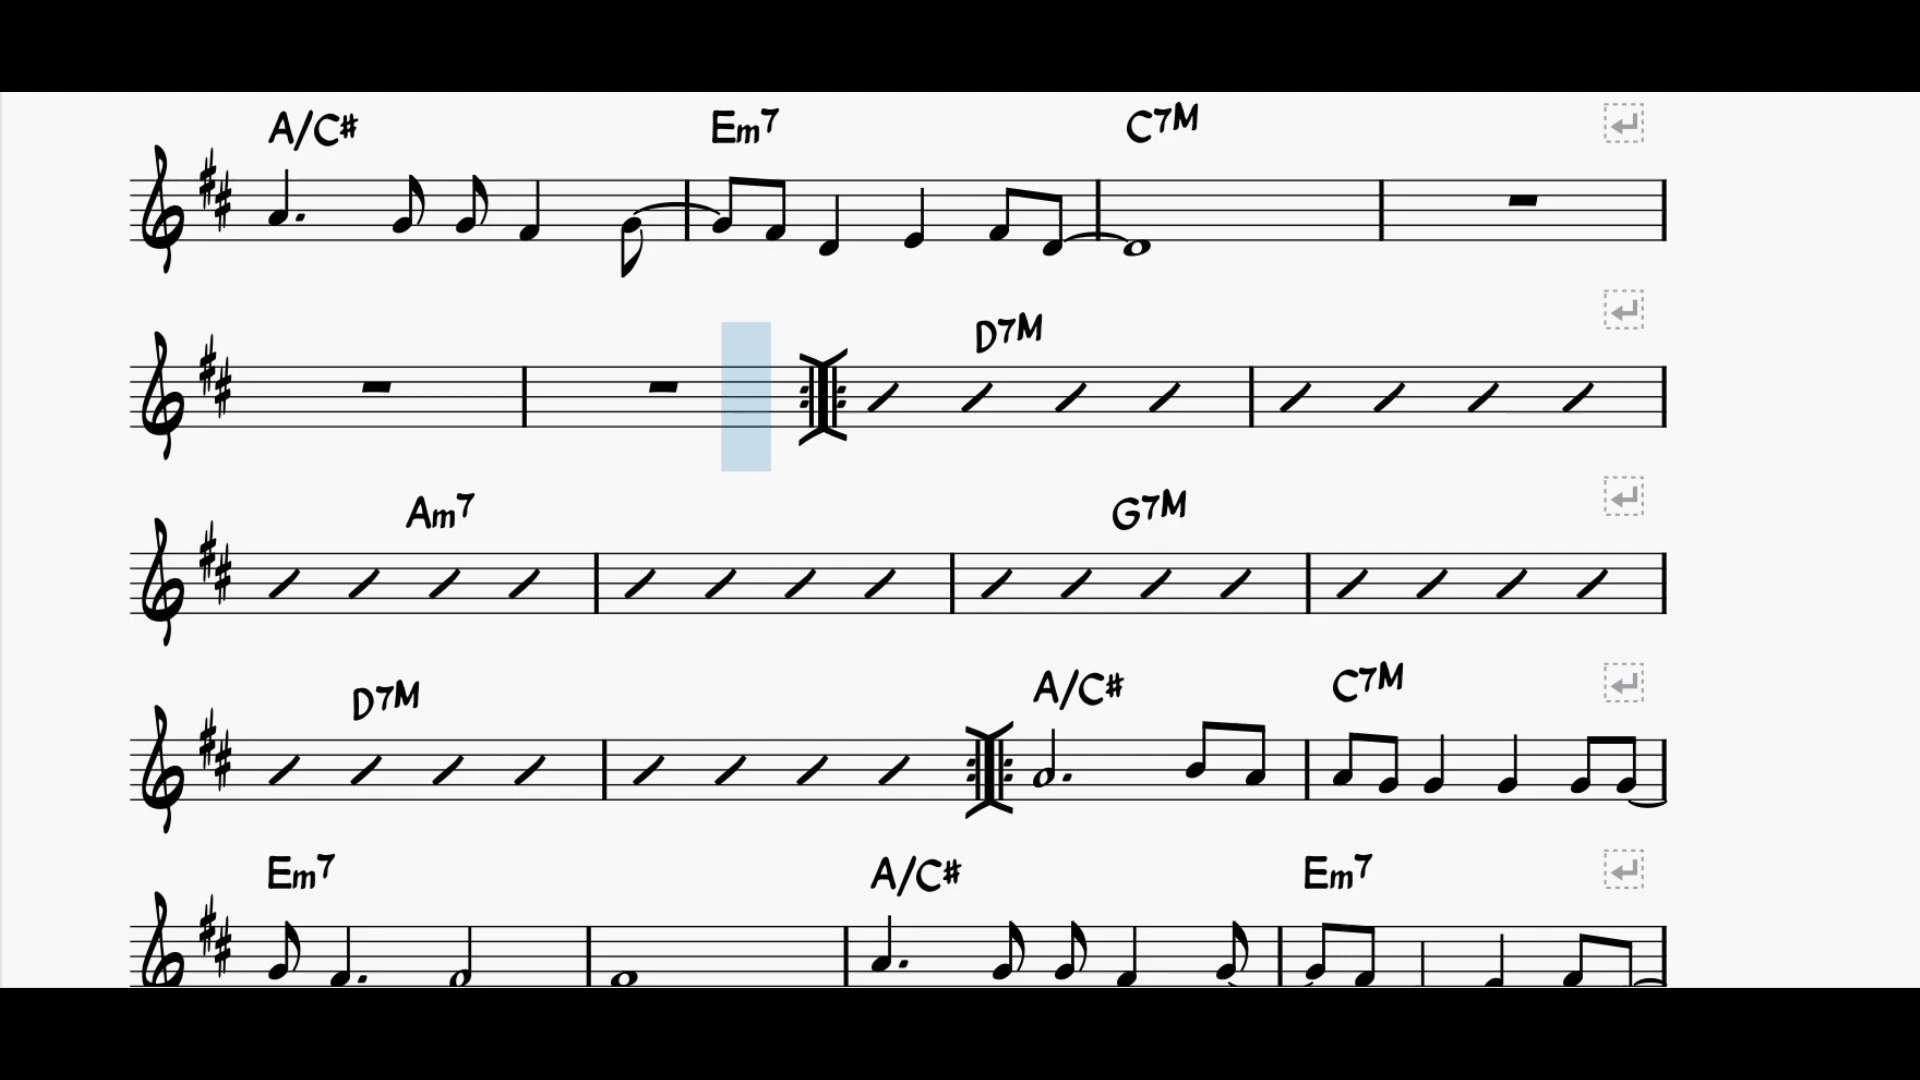 A/C# Em7 C7M
D7M
Am7 G7M
D7M A/C# C7M
Em7 A/C# Em7